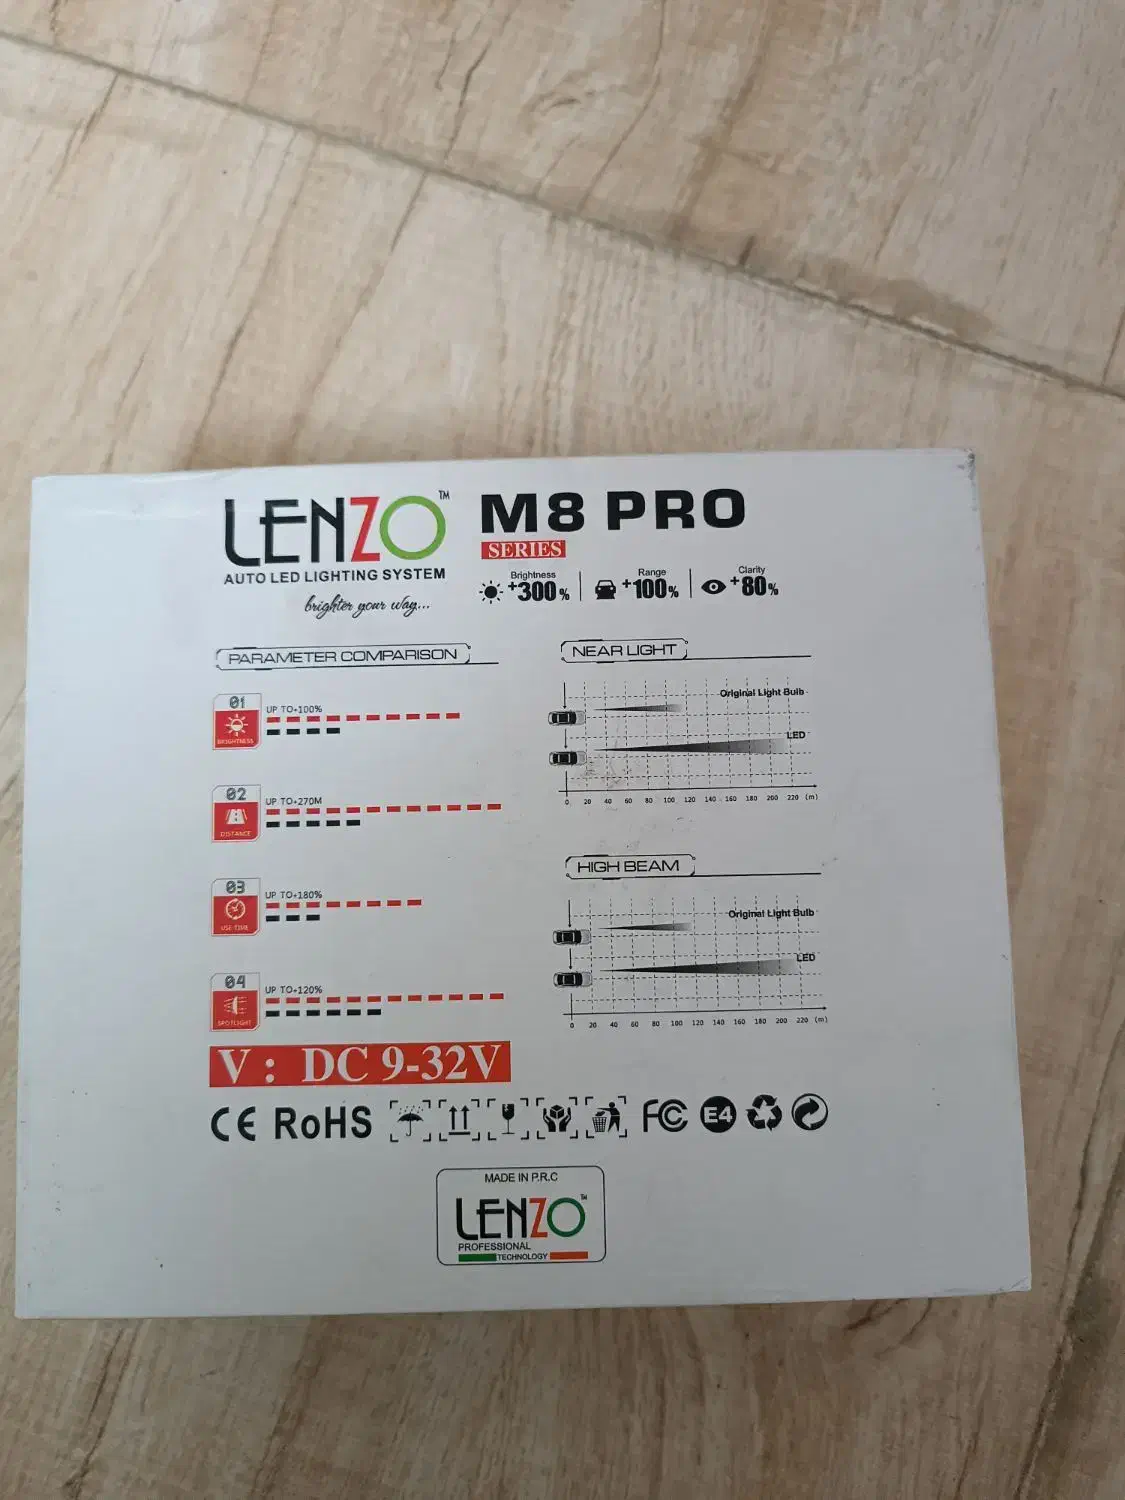 LENZO™
AUTO LED LIGHTING SYSTEM
brighter your way...
M8 PRO
SERIES
Brightness
+300%
Range
+100%
Clarity
+80%
PARAMETER COMPARISON
01
BRIGHTNESS
UP TO+100%
02
DISTANCE
UP TO+270M
03
USE TIME
UP TO+180%
04
SPOTLIGHT
UP TO+120%
NEAR LIGHT
Original Light Bulb
LED
0 20 40 60 80 100 120 140 160 180 200 220 (m)
HIGH BEAM
Original Light Bulb
LED
0 20 40 60 80 100 120 140 160 180 200 220 (m)
V: DC 9-32V
CE RoHS FC E4
MADE IN P.R.C
LENZO™
PROFESSIONAL
TECHNOLOGY